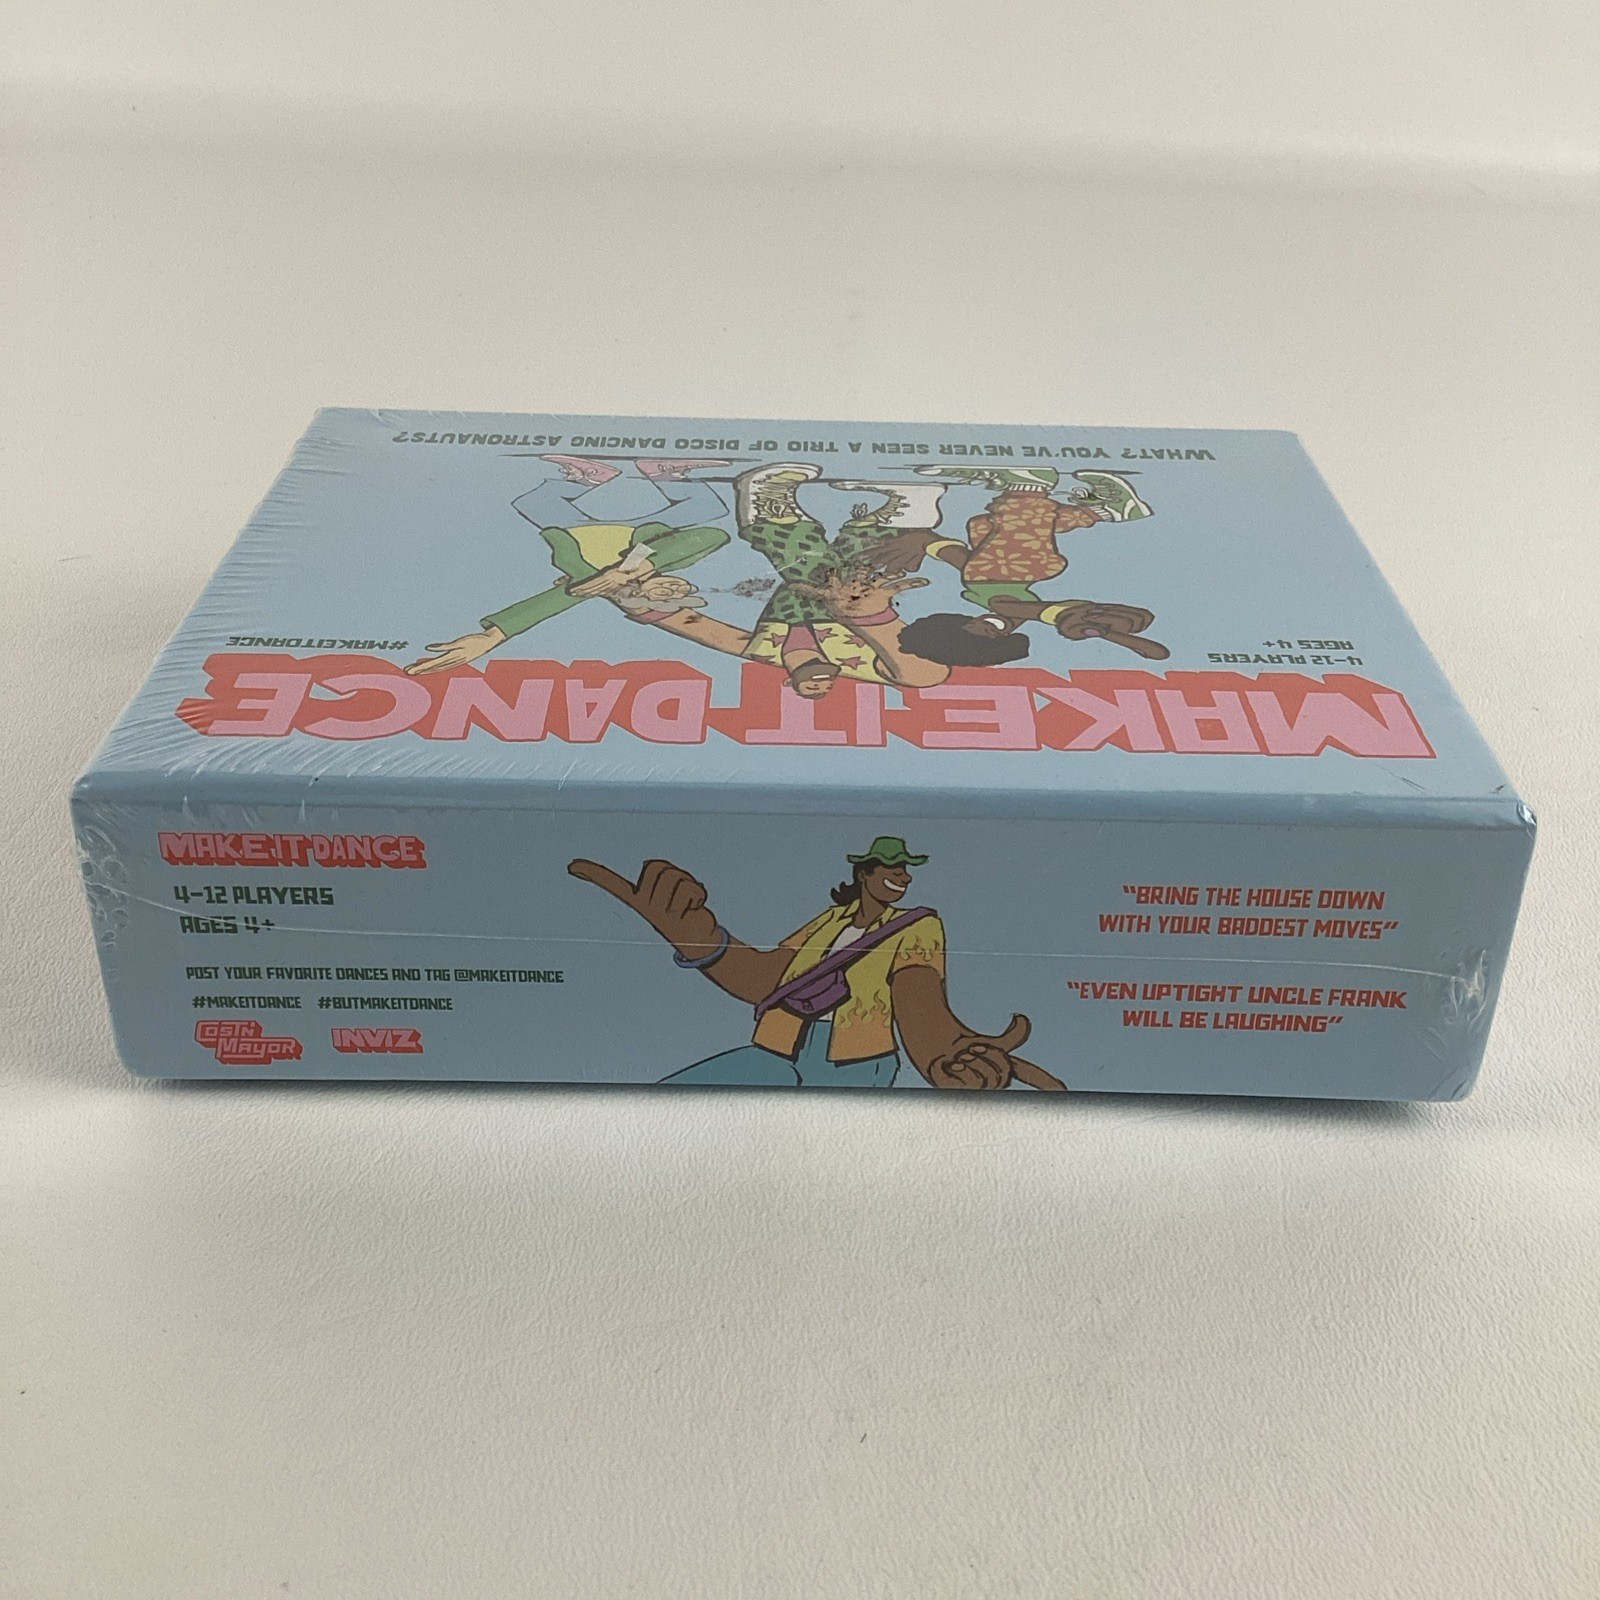 WHAT? YOU'VE NEVER SEEN A TRIO OF DISCO DANCING ASTRONAUTS?
4-12 PLAYERS
AGES 4+
#MAKEITDANCE
MAKE IT DANCE
MAKE IT DANCE
4-12 PLAYERS
AGES 4+
POST YOUR FAVORITE DANCES AND TAG @MAKEITDANCE
#MAKEITDANCE #BUTMAKEITDANCE
COSTN
MAYOR
INVIZ
"BRING THE HOUSE DOWN
WITH YOUR BADDEST MOVES"
"EVEN UPTIGHT UNCLE FRANK
WILL BE LAUGHING"